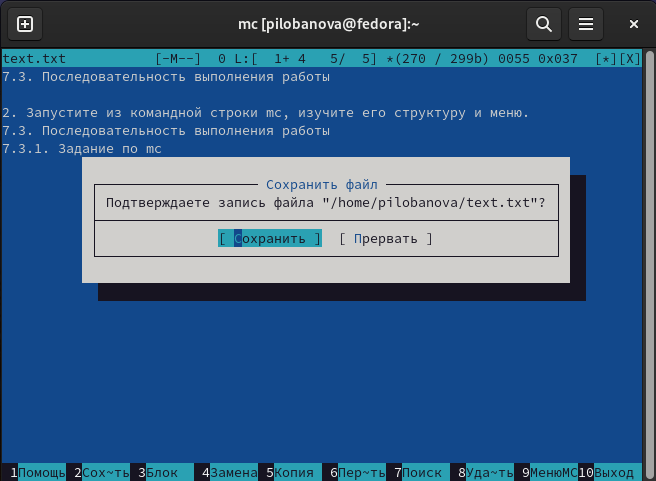 mc [pilobanova@fedora]:~
text.txt [-M--] 0 L:[ 1+ 4 5/ 5] *(270 / 299b) 0055 0x037 [*][X]
7.3. Последовательность выполнения работы
2. Запустите из командной строки mc, изучите его структуру и меню.
7.3. Последовательность выполнения работы
7.3.1. Задание по mc
Сохранить файл
Подтверждаете запись файла "/home/pilobanova/text.txt"?
[ Сохранить ] [ Прервать ]
1Помощь 2Сох~ть 3Блок 4Замена 5Копия 6Пер~ть 7Поиск 8Уда~ть 9МенюMC 10Выход